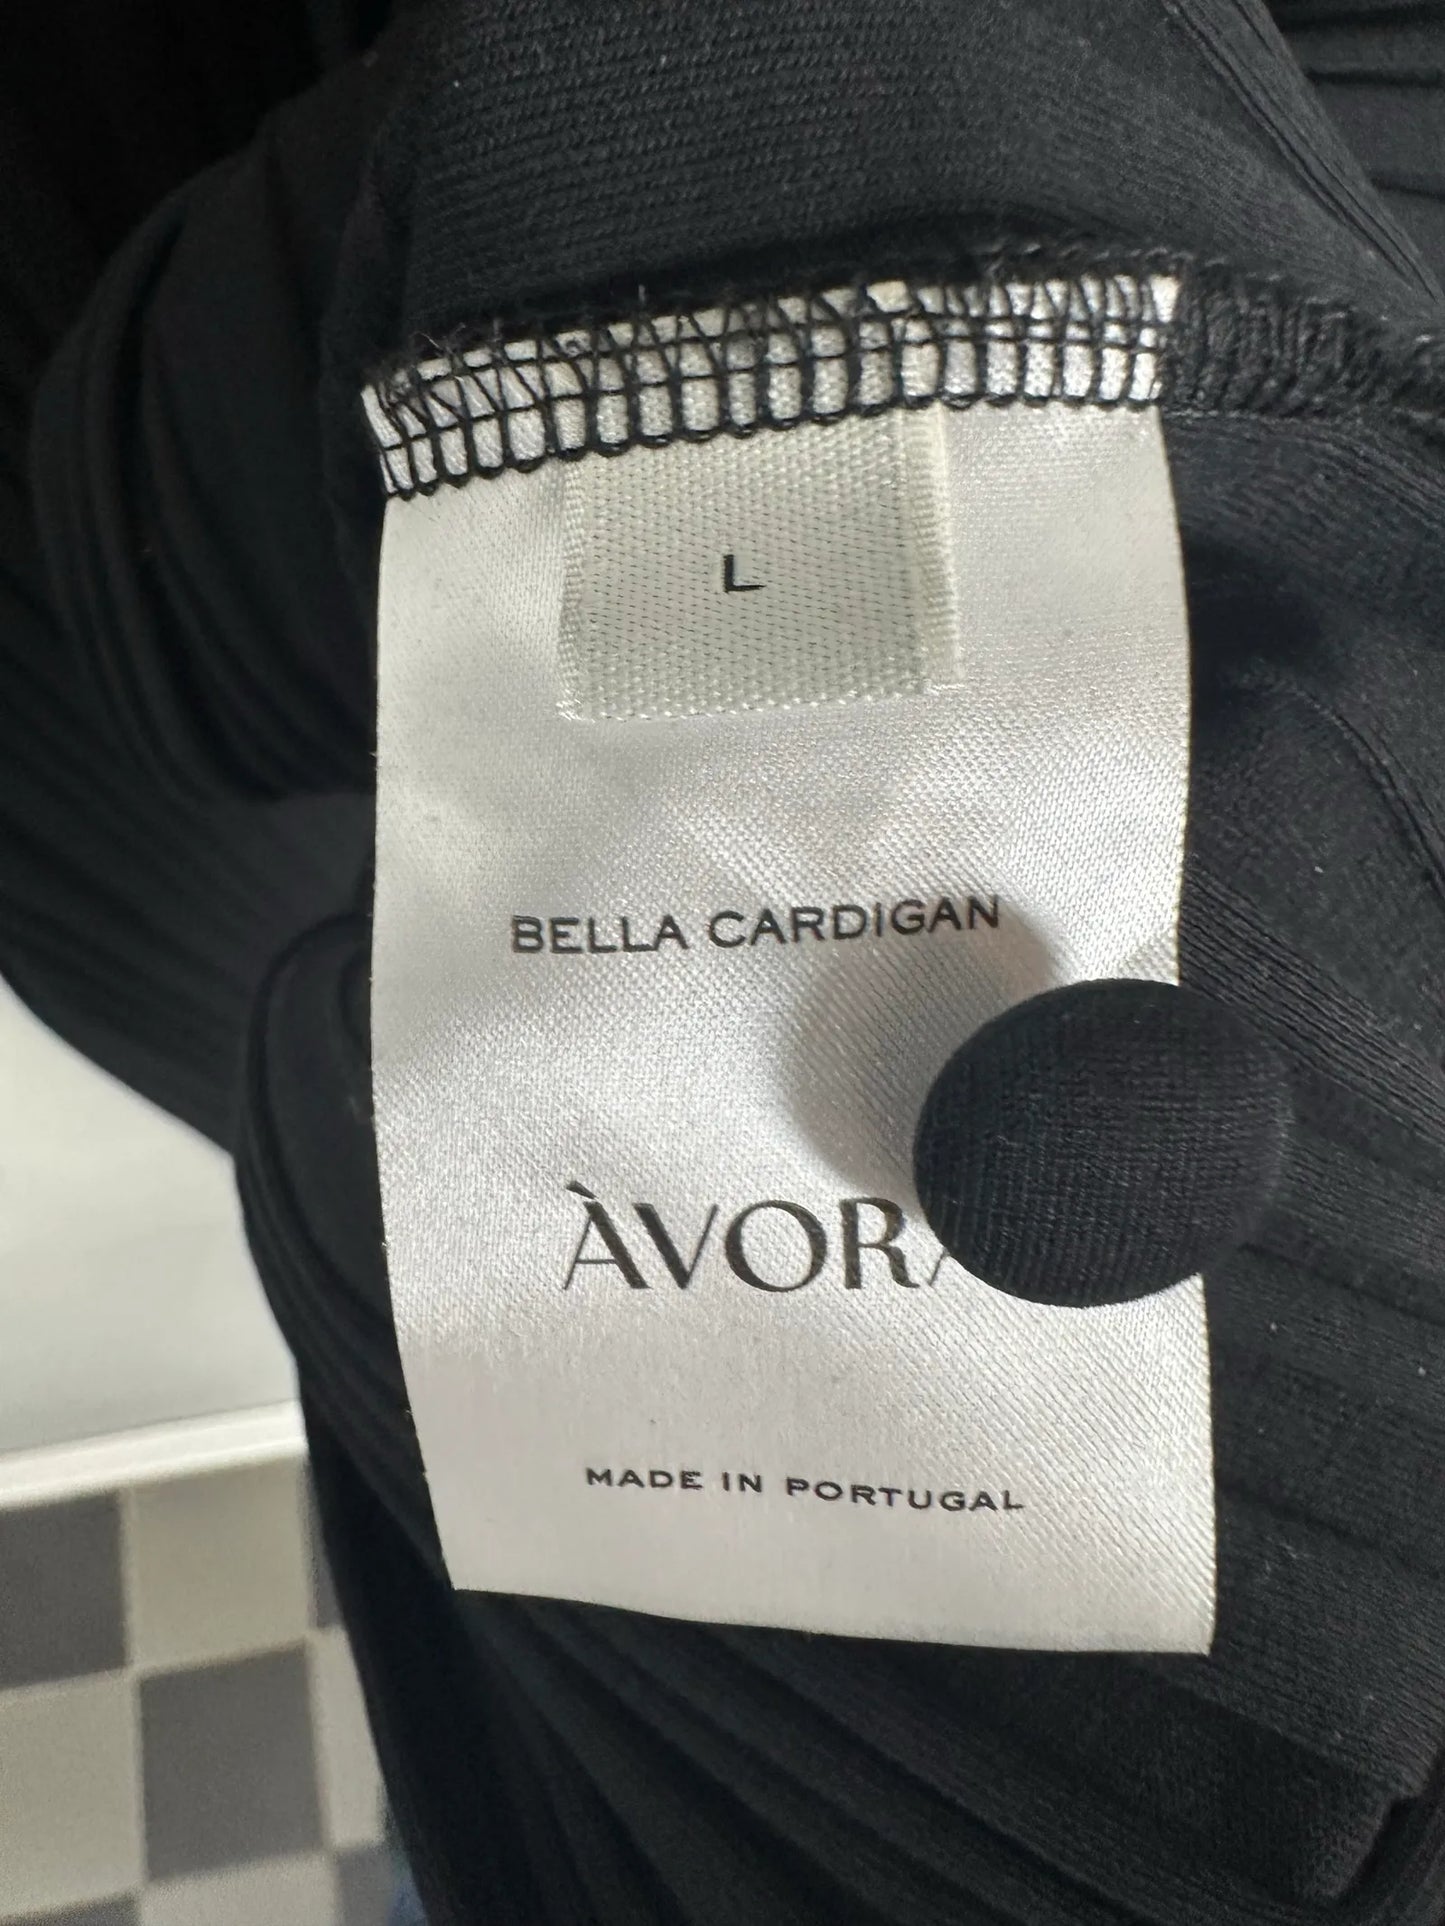 L
BELLA CARDIGAN
ÀVOR
MADE IN PORTUGAL